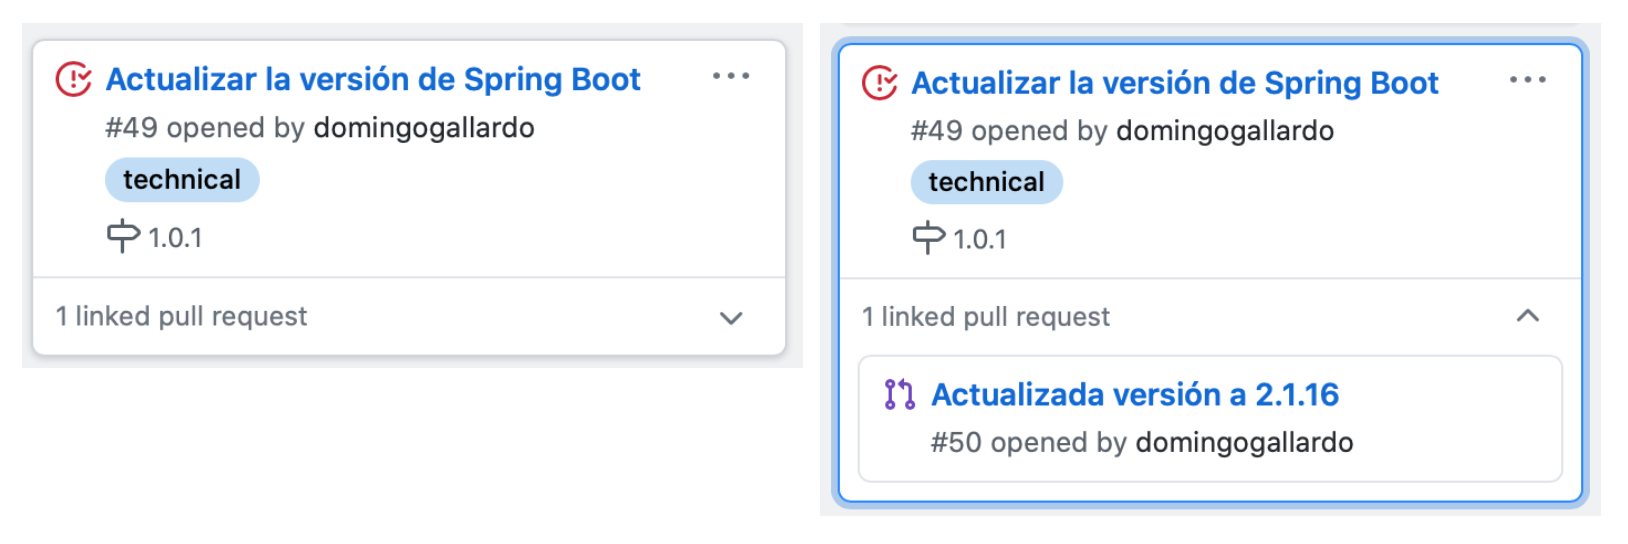 Actualizar la versión de Spring Boot
#49 opened by domingogallardo
technical
1.0.1
1 linked pull request
Actualizar la versión de Spring Boot
#49 opened by domingogallardo
technical
1.0.1
1 linked pull request
Actualizada versión a 2.1.16
#50 opened by domingogallardo